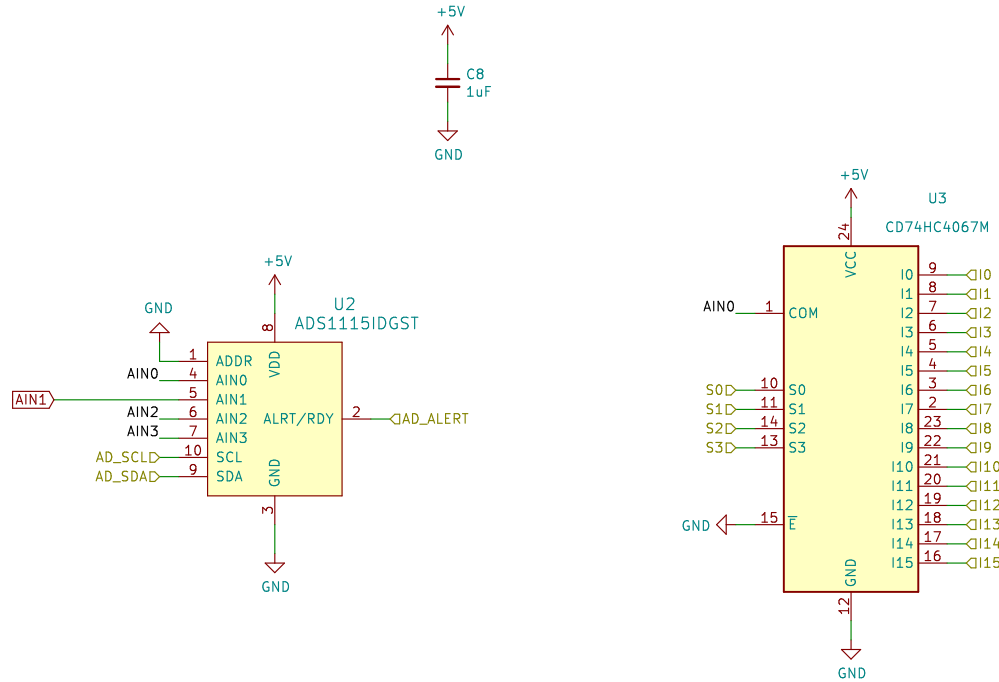 +5V
C8
1uF
GND
+5V
U3
CD74HC4067M
24
VCC
I0 9 I0
I1 8 I1
AIN0 1 COM
I2 7 I2
I3 6 I3
I4 5 I4
I5 4 I5
S0 10 S0
I6 3 I6
S1 11 S1
I7 2 I7
S2 14 S2
I8 23 I8
S3 13 S3
I9 22 I9
I10 21 I10
I11 20 I11
I12 19 I12
GND 15 E
I13 18 I13
I14 17 I14
I15 16 I15
GND
12
GND
+5V
U2
ADS1115IDGST
GND
8
VDD
1 ADDR
AIN0 4 AIN0
AIN1 5 AIN1
AIN2 6 AIN2
ALRT/RDY 2 AD_ALERT
AIN3 7 AIN3
AD_SCL 10 SCL
AD_SDA 9 SDA
GND
3
GND